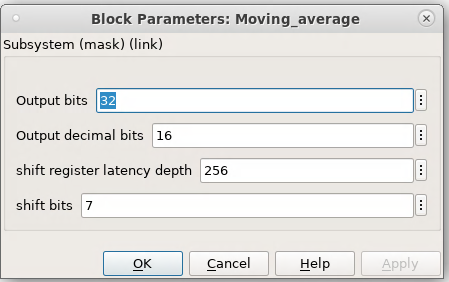 Block Parameters: Moving_average
Subsystem (mask) (link)
Output bits 32
Output decimal bits 16
shift register latency depth 256
shift bits 7
OK Cancel Help Apply